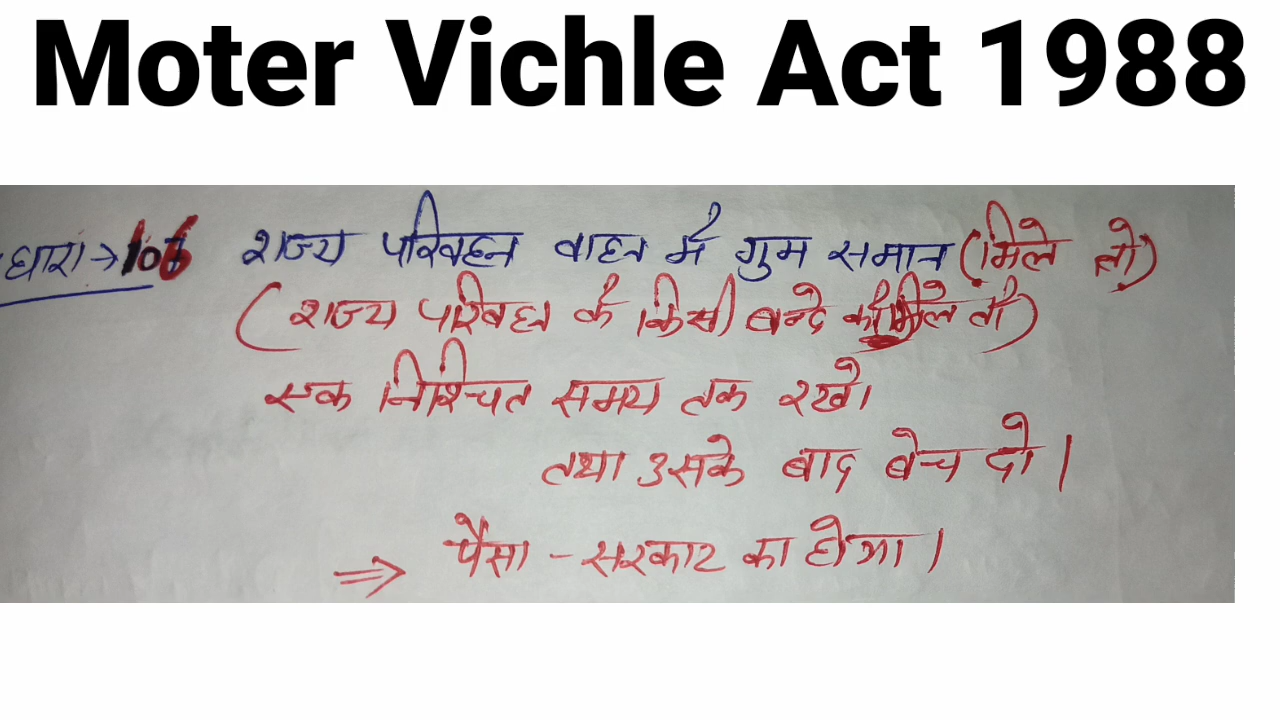 Moter Vichle Act 1988
धारा → 106 राज्य परिवहन वाहन में गुम समान (मिले तो)
(राज्य परिवहन के किसी बन्दे को मिले तो)
एक निश्चित समय तक रखे।
तथा उसके बाद बेच दो।
⇒ पैसा - सरकार का होगा।